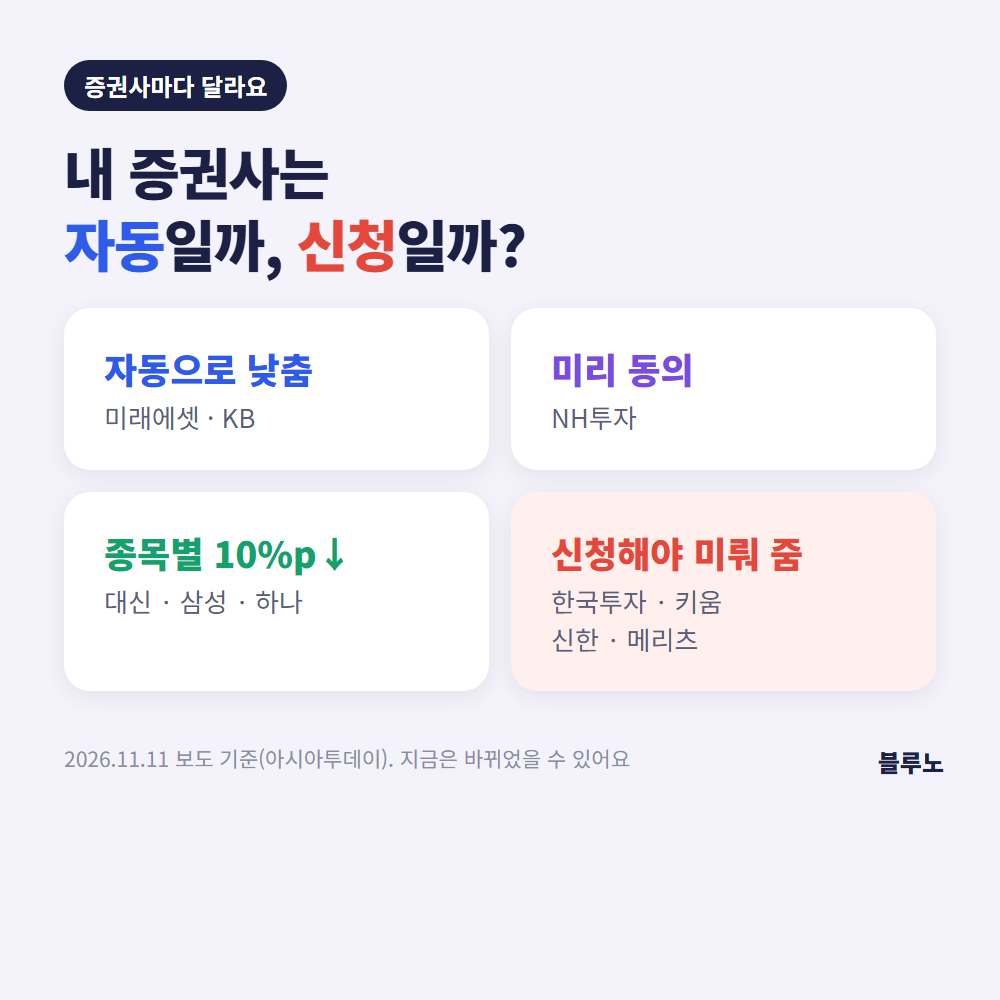 증권사마다 달라요
내 증권사는
자동일까, 신청일까?
자동으로 낮춤
미래에셋 · KB
미리 동의
NH투자
종목별 10%p↓
대신 · 삼성 · 하나
신청해야 미뤄 줌
한국투자 · 키움
신한 · 메리츠
2026.11.11 보도 기준(아시아투데이). 지금은 바뀌었을 수 있어요
블루노